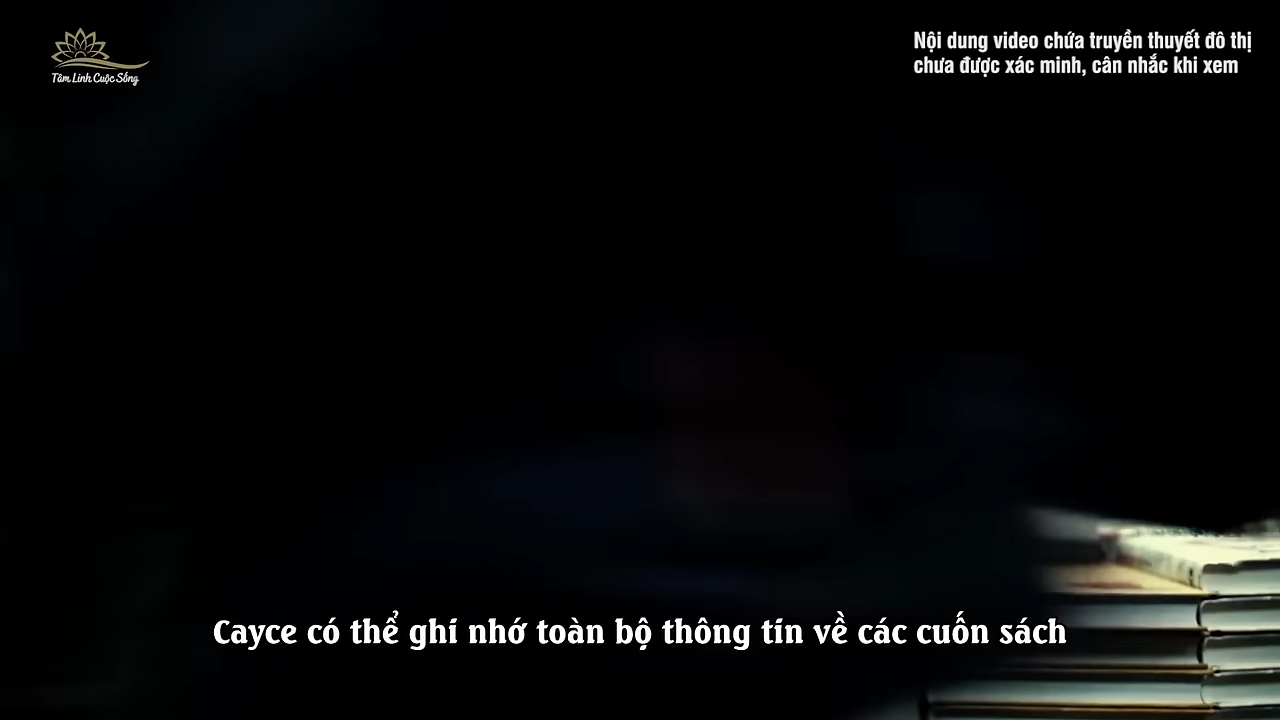 Tâm Linh Cuộc Sống
Nội dung video chứa truyền thuyết đô thị
chưa được xác minh, cân nhắc khi xem
Cayce có thể ghi nhớ toàn bộ thông tin về các cuốn sách